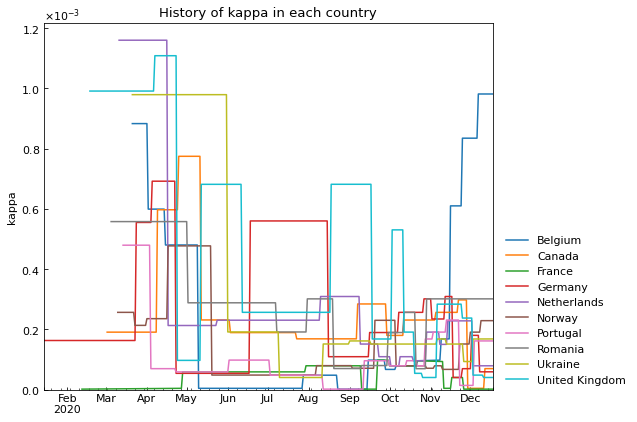 History of kappa in each country
×10⁻³
1.2
1.0
0.8
0.6
0.4
0.2
0.0
kappa
Feb Mar Apr May Jun Jul Aug Sep Oct Nov Dec
2020
Belgium
Canada
France
Germany
Netherlands
Norway
Portugal
Romania
Ukraine
United Kingdom